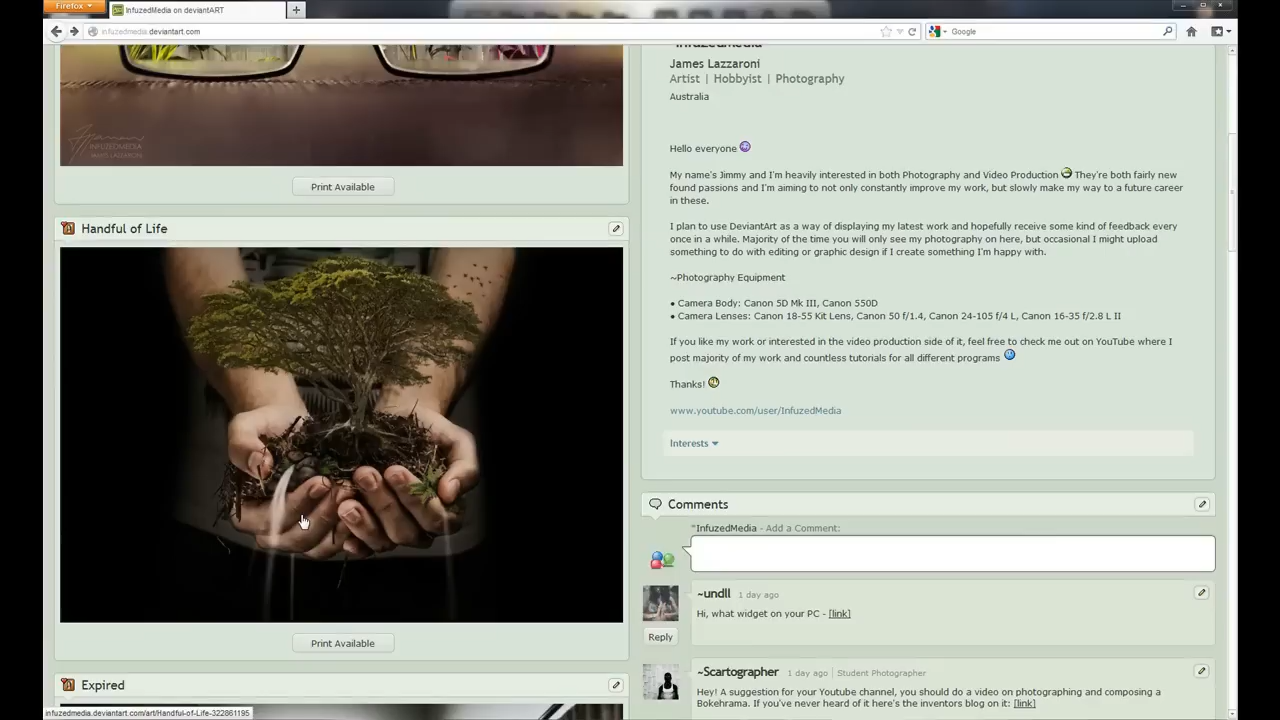 Firefox
InfuzedMedia on deviantART
infuzedmedia.deviantart.com
Google
James Lazzaroni
Artist | Hobbyist | Photography
Australia
Hello everyone
My name's Jimmy and I'm heavily interested in both Photography and Video Production They're both fairly new
found passions and I'm aiming to not only constantly improve my work, but slowly make my way to a future career
in these.
I plan to use DeviantArt as a way of displaying my latest work and hopefully receive some kind of feedback every
once in a while. Majority of the time you will only see my photography on here, but occasional I might upload
something to do with editing or graphic design if I create something I'm happy with.
~Photography Equipment
• Camera Body: Canon 5D Mk III, Canon 550D
• Camera Lenses: Canon 18-55 Kit Lens, Canon 50 f/1.4, Canon 24-105 f/4 L, Canon 16-35 f/2.8 L II
If you like my work or interested in the video production side of it, feel free to check me out on YouTube where I
post majority of my work and countless tutorials for all different programs
Thanks!
www.youtube.com/user/InfuzedMedia
Interests
INFUZEDMEDIA
JAMES LAZZARONI
Print Available
Handful of Life
Print Available
Expired
Comments
*InfuzedMedia - Add a Comment:
~undll 1 day ago
Hi, what widget on your PC - [link]
Reply
~Scartographer 1 day ago Student Photographer
Hey! A suggestion for your Youtube channel, you should do a video on photographing and composing a
Bokehrama. If you've never heard of it here's the inventors blog on it: [link]
infuzedmedia.deviantart.com/art/Handful-of-Life-322861195